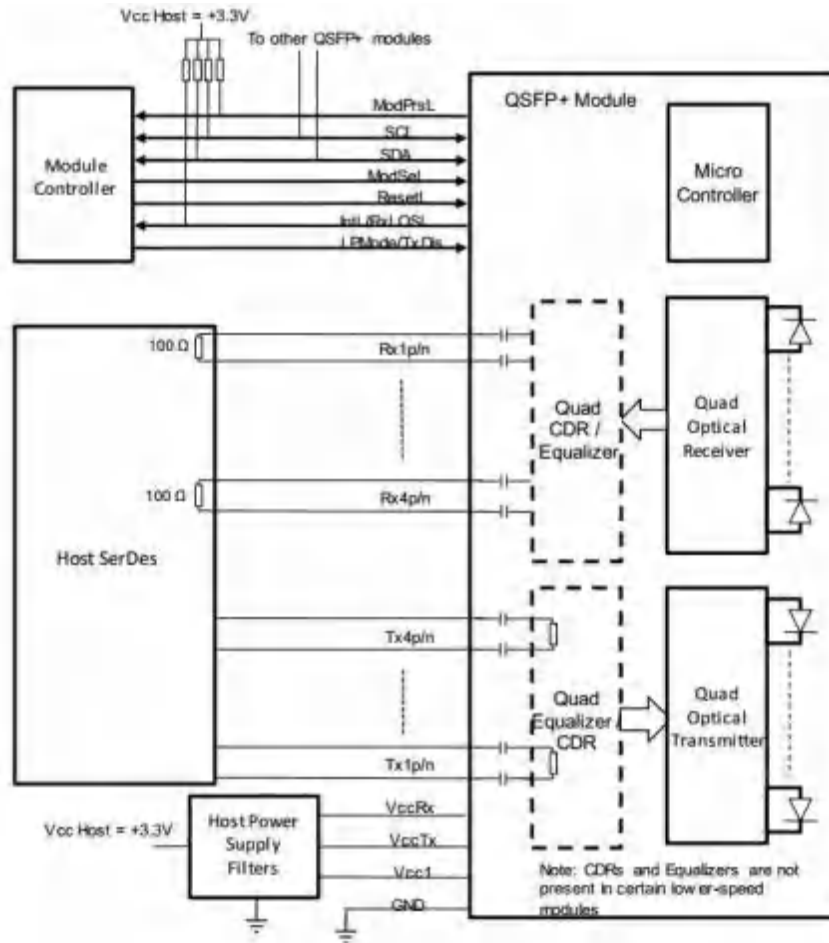 Vcc Host = +3.3V
To other QSFP+ modules
ModPrsL
SCL
SDA
ModSeL
ResetL
IntL/RxLOSL
LPMode/TxDis
Module
Controller
QSFP+ Module
Micro
Controller
100 Ω
Rx1p/n
Quad
CDR /
Equalizer
Quad
Optical
Receiver
100 Ω
Rx4p/n
Host SerDes
Tx4p/n
Quad
Equalizer /
CDR
Quad
Optical
Transmitter
Tx1p/n
Vcc Host = +3.3V
Host Power
Supply
Filters
VccRx
VccTx
Vcc1
GND
Note: CDRs and Equalizers are not
present in certain lower-speed
modules